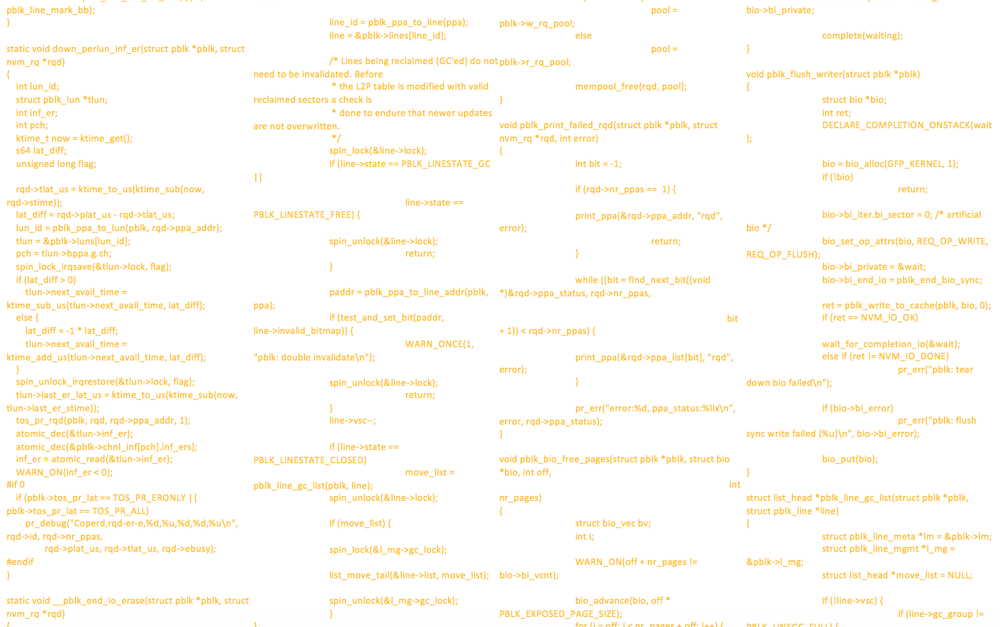 pblk_line_mark_bb);
}
static void down_perlun_inf_er(struct pblk *pblk, struct
nvm_rq *rqd)
{
int lun_id;
struct pblk_lun *tlun;
int inf_er;
int pch;
ktime_t now = ktime_get();
s64 lat_diff;
unsigned long flag;
rqd->tlat_us = ktime_to_us(ktime_sub(now,
rqd->stime));
lat_diff = rqd->plat_us - rqd->tlat_us;
lun_id = pblk_ppa_to_lun(pblk, rqd->ppa_addr);
tlun = &pblk->luns[lun_id];
pch = tlun->bppa.g.ch;
spin_lock_irqsave(&tlun->lock, flag);
if (lat_diff > 0)
tlun->next_avail_time =
ktime_sub_us(tlun->next_avail_time, lat_diff);
else {
lat_diff = -1 * lat_diff;
tlun->next_avail_time =
ktime_add_us(tlun->next_avail_time, lat_diff);
}
spin_unlock_irqrestore(&tlun->lock, flag);
tlun->last_er_lat_us = ktime_to_us(ktime_sub(now,
tlun->last_er_stime));
tos_pr_rqd(pblk, rqd, rqd->ppa_addr, 1);
atomic_dec(&tlun->inf_er);
atomic_dec(&pblk->chnl_inf[pch].inf_ers);
inf_er = atomic_read(&tlun->inf_er);
WARN_ON(inf_er < 0);
#if 0
if (pblk->tos_pr_lat == TOS_PR_ERONLY ||
pblk->tos_pr_lat == TOS_PR_ALL)
pr_debug("Coperd,rqd-er-e,%d,%u,%d,%d,%u\n",
rqd->id, rqd->nr_ppas,
rqd->plat_us, rqd->tlat_us, rqd->ebusy);
#endif
}
static void __pblk_end_io_erase(struct pblk *pblk, struct
nvm_rq *rqd)
{
line_id = pblk_ppa_to_line(ppa);
line = &pblk->lines[line_id];
/* Lines being reclaimed (GC'ed) do not
need to be invalidated. Before
* the L2P table is modified with valid
reclaimed sectors a check is
* done to endure that newer updates
are not overwritten.
*/
spin_lock(&line->lock);
if (line->state == PBLK_LINESTATE_GC
||
line->state ==
PBLK_LINESTATE_FREE) {
spin_unlock(&line->lock);
return;
}
paddr = pblk_ppa_to_line_addr(pblk,
ppa);
if (test_and_set_bit(paddr,
line->invalid_bitmap)) {
WARN_ONCE(1,
"pblk: double invalidate\n");
spin_unlock(&line->lock);
return;
}
line->vsc--;
if (line->state ==
PBLK_LINESTATE_CLOSED)
move_list =
pblk_line_gc_list(pblk, line);
spin_unlock(&line->lock);
if (move_list) {
spin_lock(&l_mg->gc_lock);
list_move_tail(&line->list, move_list);
spin_unlock(&l_mg->gc_lock);
}
}
pool =
pblk->w_rq_pool;
else
pool =
pblk->r_rq_pool;
mempool_free(rqd, pool);
}
void pblk_print_failed_rqd(struct pblk *pblk, struct
nvm_rq *rqd, int error)
{
int bit = -1;
if (rqd->nr_ppas ==  1) {
print_ppa(&rqd->ppa_addr, "rqd",
error);
return;
}
while ((bit = find_next_bit((void
*)&rqd->ppa_status, rqd->nr_ppas,
bit
+ 1)) < rqd->nr_ppas) {
print_ppa(&rqd->ppa_list[bit], "rqd",
error);
}
pr_err("error:%d, ppa_status:%llx\n",
error, rqd->ppa_status);
}
void pblk_bio_free_pages(struct pblk *pblk, struct bio
*bio, int off,
int
nr_pages)
{
struct bio_vec bv;
int i;
WARN_ON(off + nr_pages !=
bio->bi_vcnt);
bio_advance(bio, off *
PBLK_EXPOSED_PAGE_SIZE);
for (i = off; i < nr_pages + off; i++) {
bio->bi_private;
complete(waiting);
}
void pblk_flush_writer(struct pblk *pblk)
{
struct bio *bio;
int ret;
DECLARE_COMPLETION_ONSTACK(wait
);
bio = bio_alloc(GFP_KERNEL, 1);
if (!bio)
return;
bio->bi_iter.bi_sector = 0; /* artificial
bio */
bio_set_op_attrs(bio, REQ_OP_WRITE,
REQ_OP_FLUSH);
bio->bi_private = &wait;
bio->bi_end_io = pblk_end_bio_sync;
ret = pblk_write_to_cache(pblk, bio, 0);
if (ret == NVM_IO_OK)
wait_for_completion_io(&wait);
else if (ret != NVM_IO_DONE)
pr_err("pblk: tear
down bio failed\n");
if (bio->bi_error)
pr_err("pblk: flush
sync write failed (%u)\n", bio->bi_error);
bio_put(bio);
}
struct list_head *pblk_line_gc_list(struct pblk *pblk,
struct pblk_line *line)
{
struct pblk_line_meta *lm = &pblk->lm;
struct pblk_line_mgmt *l_mg =
&pblk->l_mg;
struct list_head *move_list = NULL;
if (!line->vsc) {
if (line->gc_group !=
PBLK_LINEGC_FULL) {